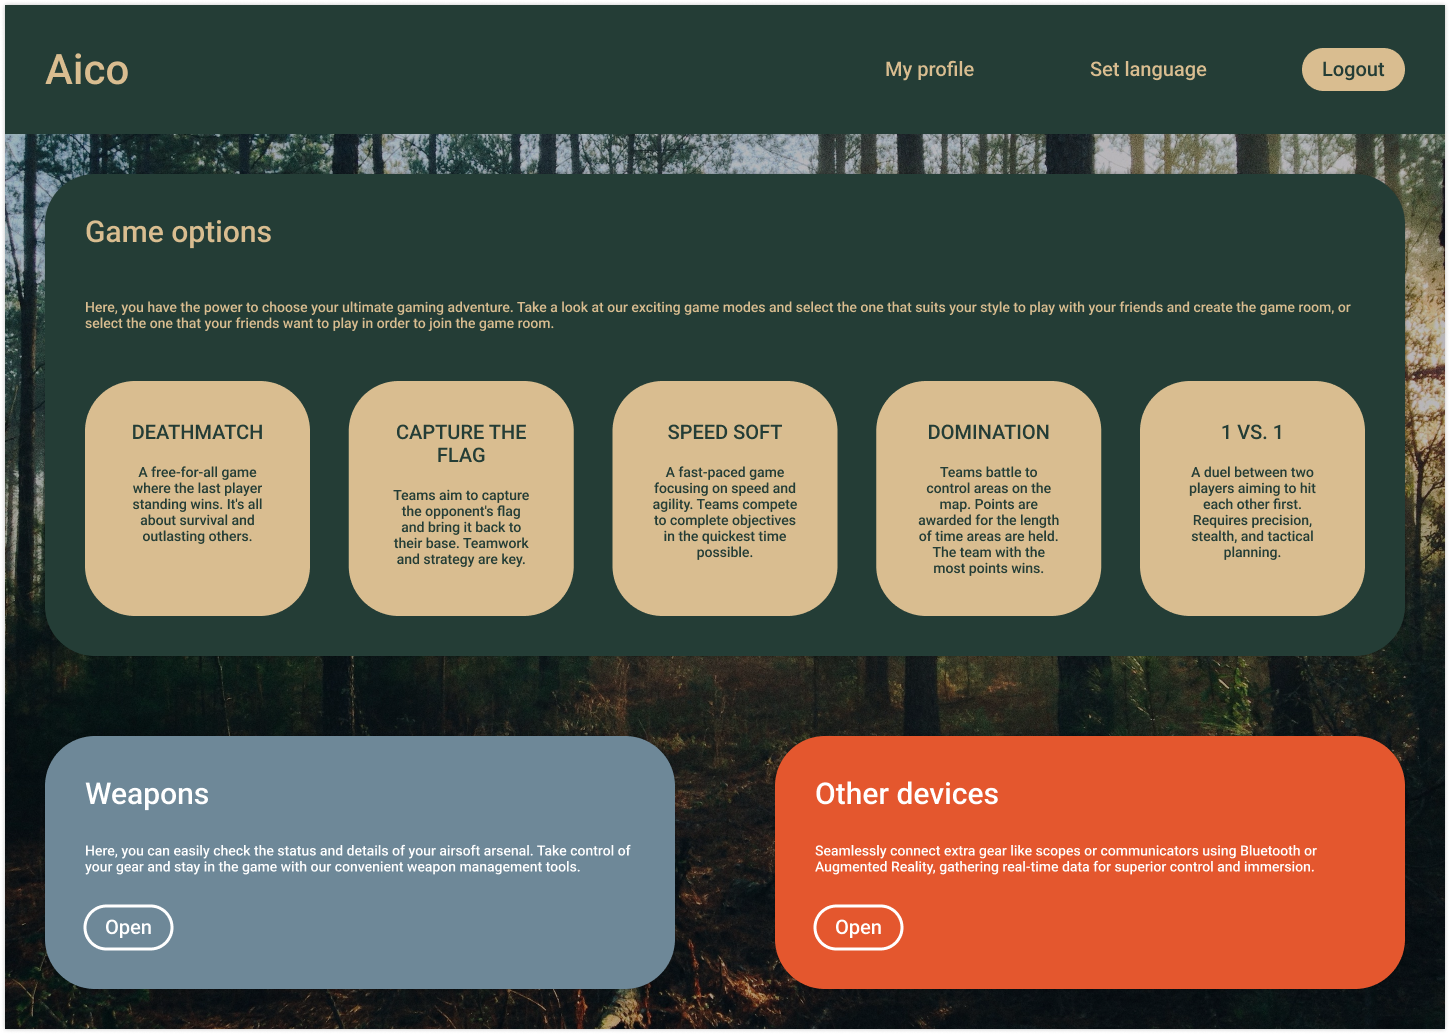 Aico
My profile
Set language
Logout
Game options
Here, you have the power to choose your ultimate gaming adventure. Take a look at our exciting game modes and select the one that suits your style to play with your friends and create the game room, or
select the one that your friends want to play in order to join the game room.
DEATHMATCH
A free-for-all game
where the last player
standing wins. It's all
about survival and
outlasting others.
CAPTURE THE
FLAG
Teams aim to capture
the opponent's flag
and bring it back to
their base. Teamwork
and strategy are key.
SPEED SOFT
A fast-paced game
focusing on speed and
agility. Teams compete
to complete objectives
in the quickest time
possible.
DOMINATION
Teams battle to
control areas on the
map. Points are
awarded for the length
of time areas are held.
The team with the
most points wins.
1 VS. 1
A duel between two
players aiming to hit
each other first.
Requires precision,
stealth, and tactical
planning.
Weapons
Here, you can easily check the status and details of your airsoft arsenal. Take control of
your gear and stay in the game with our convenient weapon management tools.
Open
Other devices
Seamlessly connect extra gear like scopes or communicators using Bluetooth or
Augmented Reality, gathering real-time data for superior control and immersion.
Open